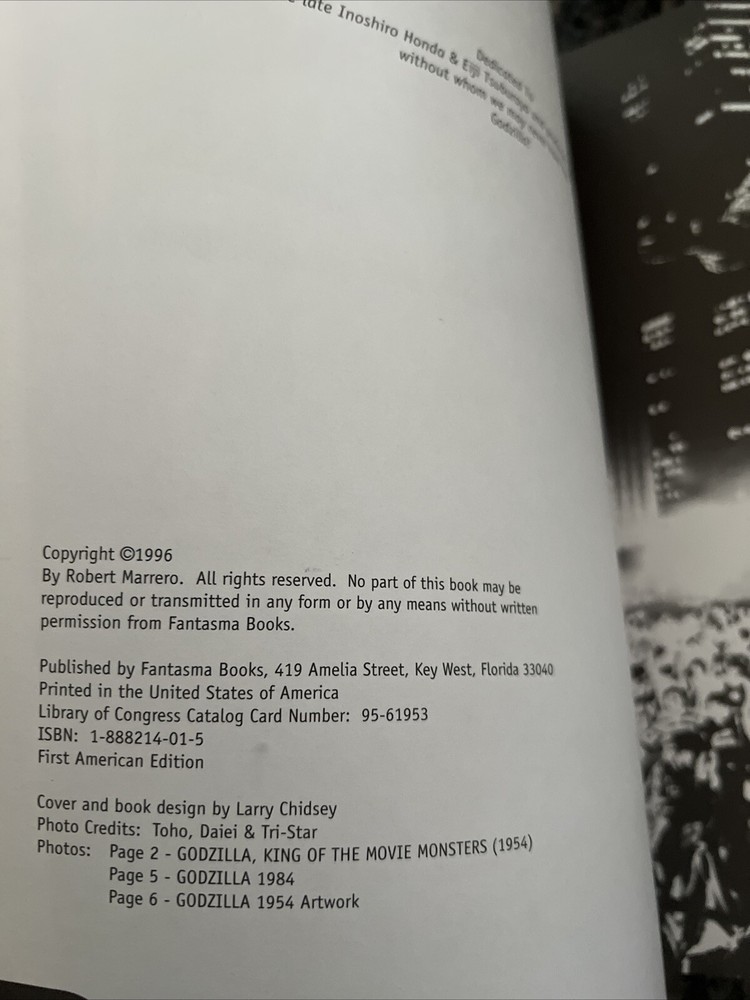 Dedicated To
late Inoshiro Honda & Eiji Tsuburaya
without whom we may
Godzilla!
Copyright ©1996
By Robert Marrero. All rights reserved. No part of this book may be
reproduced or transmitted in any form or by any means without written
permission from Fantasma Books.
Published by Fantasma Books, 419 Amelia Street, Key West, Florida 33040
Printed in the United States of America
Library of Congress Catalog Card Number: 95-61953
ISBN: 1-888214-01-5
First American Edition
Cover and book design by Larry Chidsey
Photo Credits: Toho, Daiei & Tri-Star
Photos: Page 2 - GODZILLA, KING OF THE MOVIE MONSTERS (1954)
Page 5 - GODZILLA 1984
Page 6 - GODZILLA 1954 Artwork